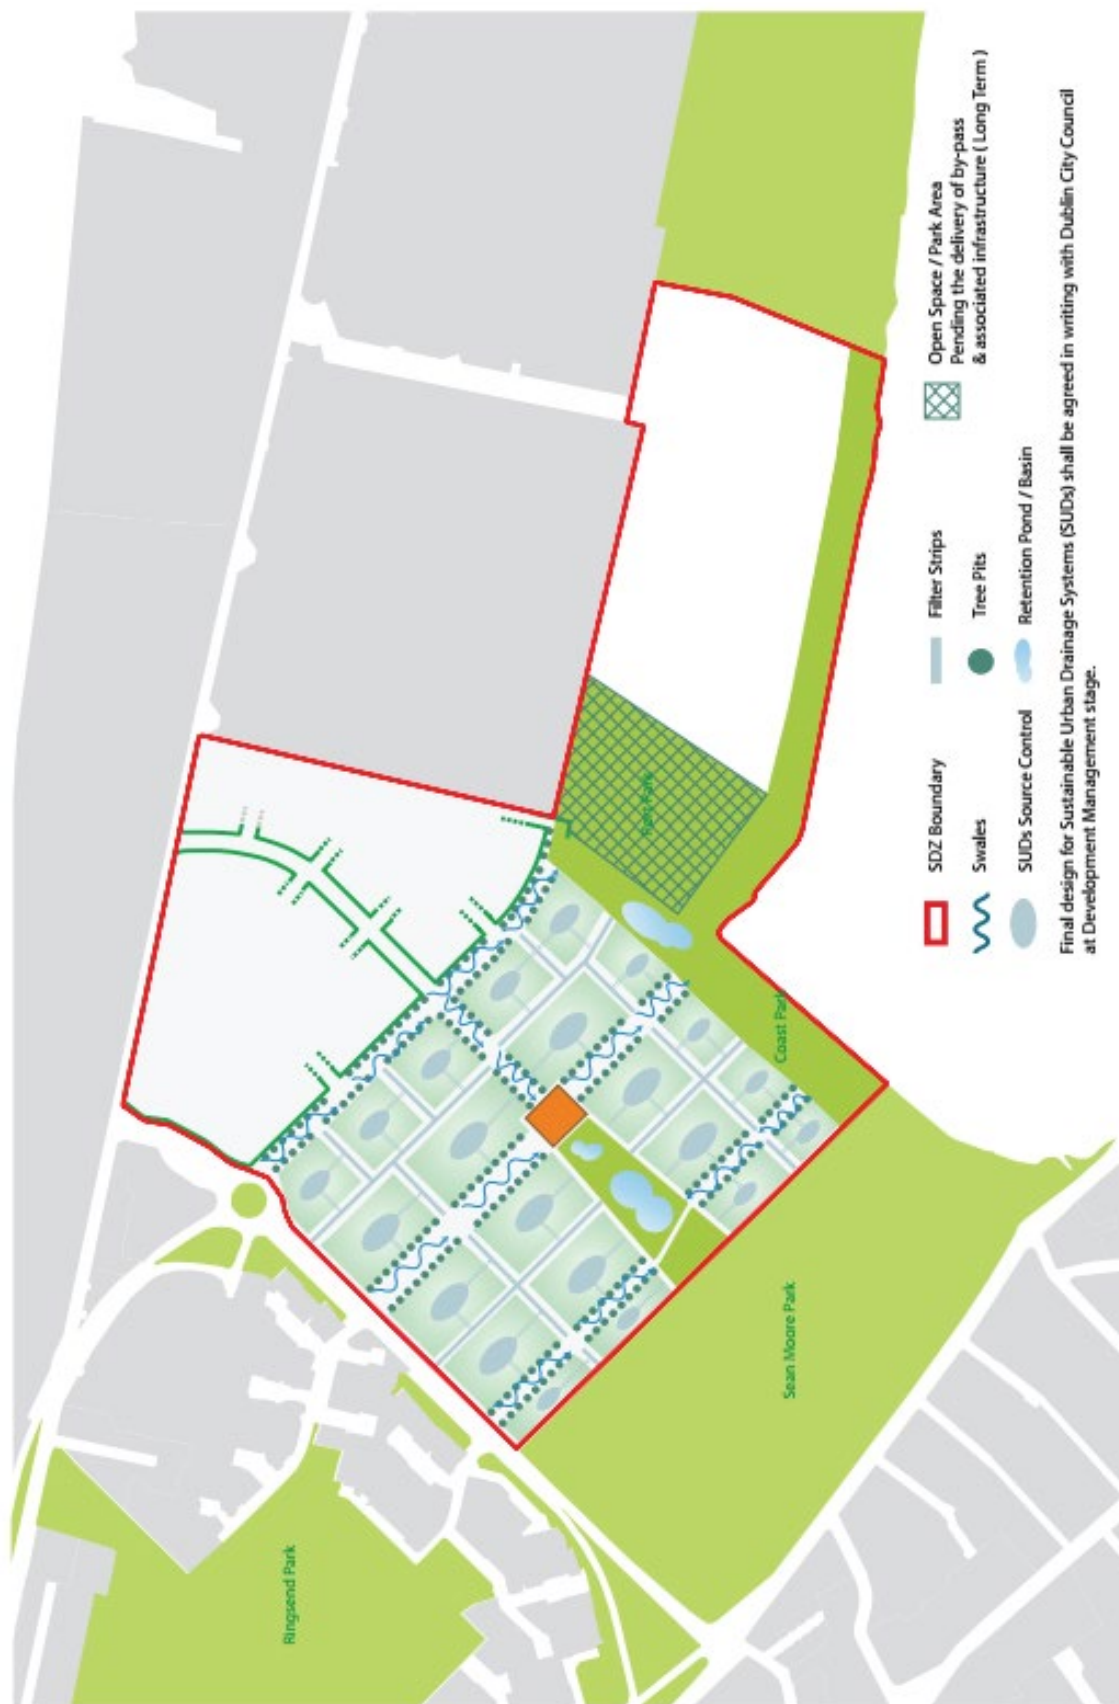 Ringsend Park
Sean Moore Park
Coast Park
Park
SDZ Boundary
Swales
SUDs Source Control
Filter Strips
Tree Pits
Retention Pond / Basin
Open Space / Park Area
Pending the delivery of by-pass
& associated infrastructure ( Long Term )
Final design for Sustainable Urban Drainage Systems (SUDs) shall be agreed in writing with Dublin City Council
at Development Management stage.